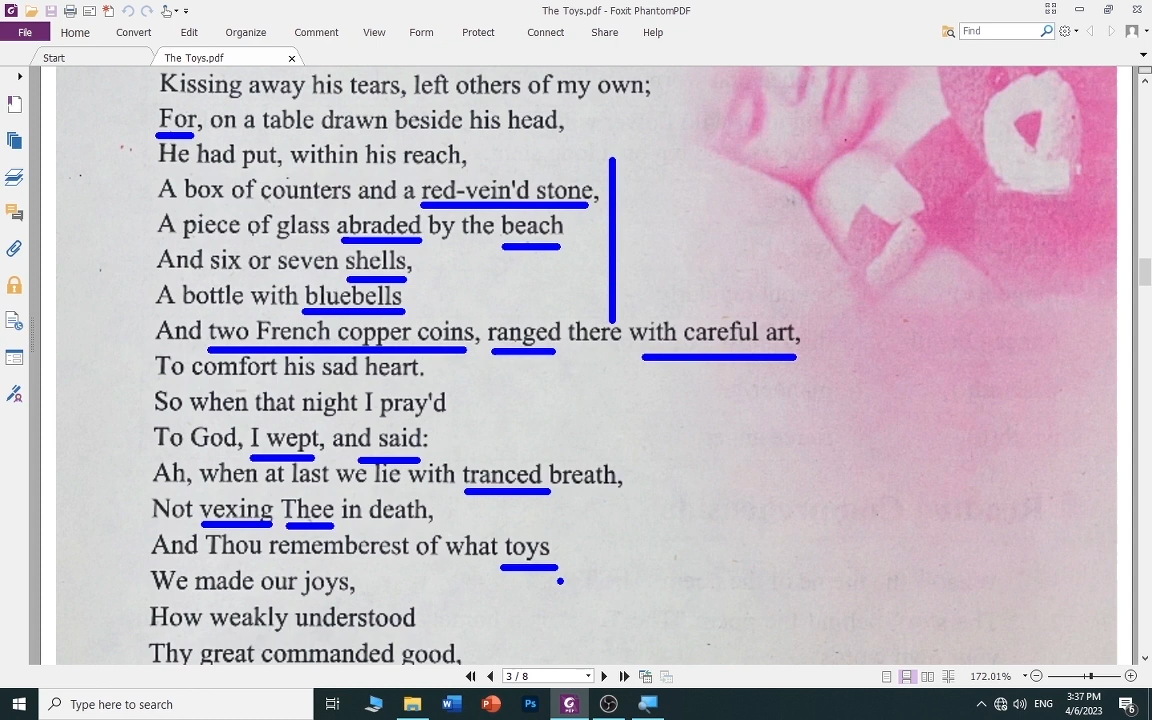 The Toys.pdf - Foxit PhantomPDF
File Home Convert Edit Organize Comment View Form Protect Connect Share Help Find
Start The Toys.pdf
Kissing away his tears, left others of my own;
For, on a table drawn beside his head,
He had put, within his reach,
A box of counters and a red-vein'd stone,
A piece of glass abraded by the beach
And six or seven shells,
A bottle with bluebells
And two French copper coins, ranged there with careful art,
To comfort his sad heart.
So when that night I pray'd
To God, I wept, and said:
Ah, when at last we lie with tranced breath,
Not vexing Thee in death,
And Thou rememberest of what toys
We made our joys,
How weakly understood
Thy great commanded good,
3 / 8 172.01%
Type here to search ENG 3:37 PM
4/6/2023 6